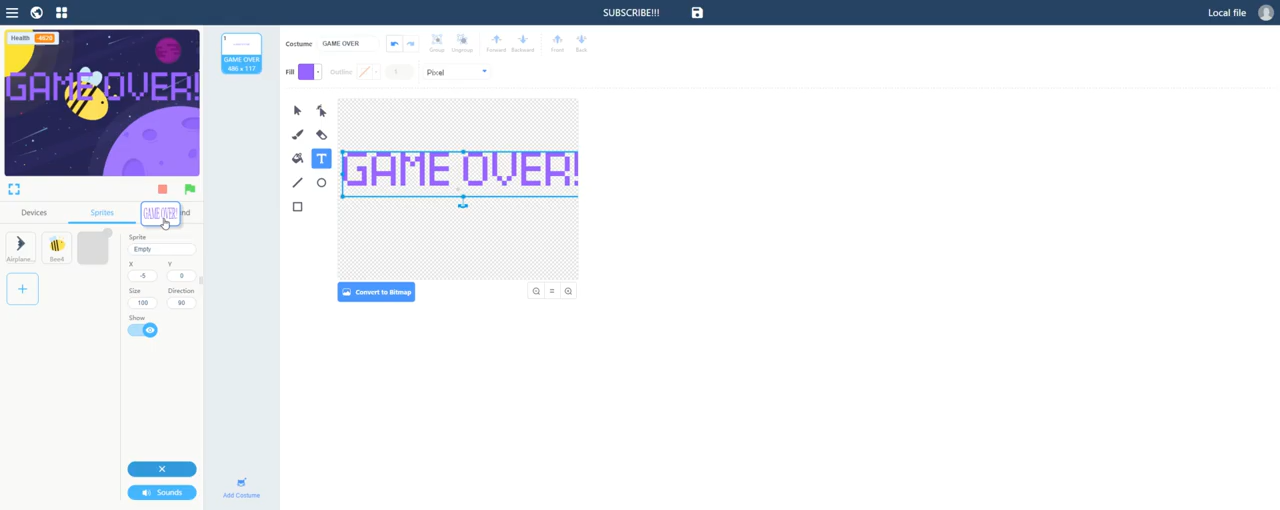 SUBSCRIBE!!!
Local file
Health -4620
GAME OVER!
1
GAME OVER
486 x 117
Costume GAME OVER
Group
Ungroup
Forward
Backward
Front
Back
Fill
Outline
1
Pixel
GAME OVER!
Convert to Bitmap
Devices
Sprites
GAME OVER!
nd
Airplane...
Bee4
Sprite
Empty
X
Y
-5
0
Size
Direction
100
90
Show
Sounds
Add Costume